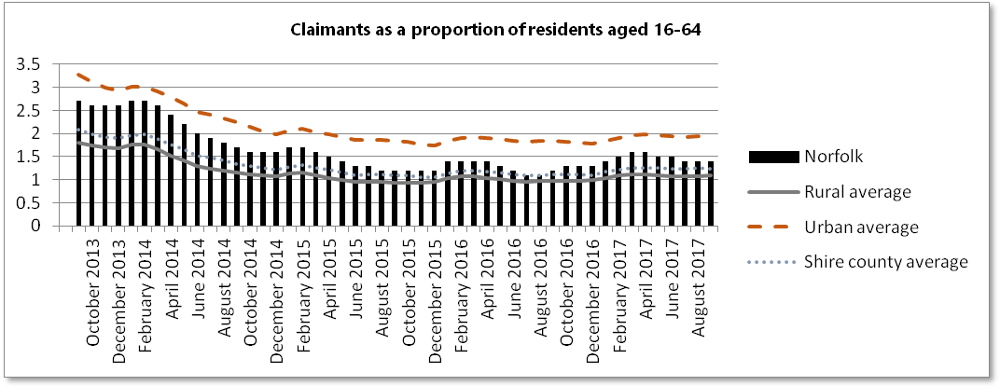 Claimants as a proportion of residents aged 16-64
3.5
3
2.5
2
1.5
1
0.5
0
October 2013
December 2013
February 2014
April 2014
June 2014
August 2014
October 2014
December 2014
February 2015
April 2015
June 2015
August 2015
October 2015
December 2015
February 2016
April 2016
June 2016
August 2016
October 2016
December 2016
February 2017
April 2017
June 2017
August 2017
Norfolk
Rural average
Urban average
Shire county average